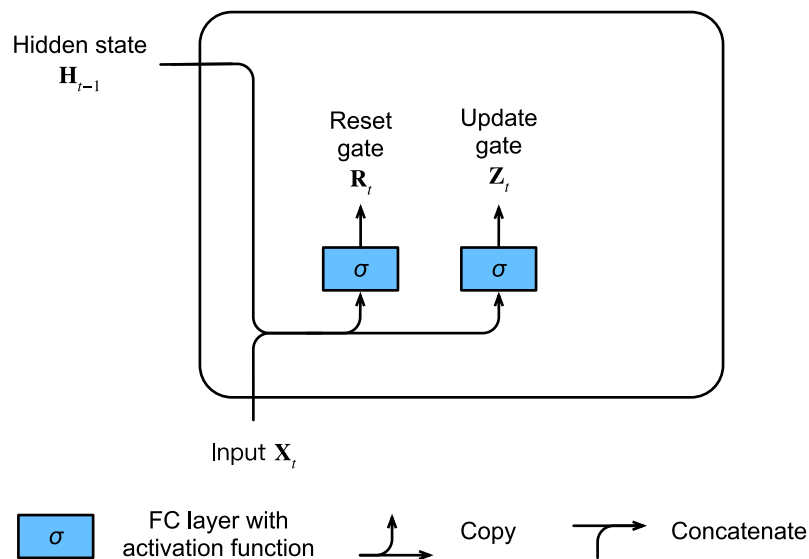 Hidden state
H_{t−1}
Reset
gate
R_t
Update
gate
Z_t
σ
σ
Input X_t
σ
FC layer with
activation function
Copy
Concatenate